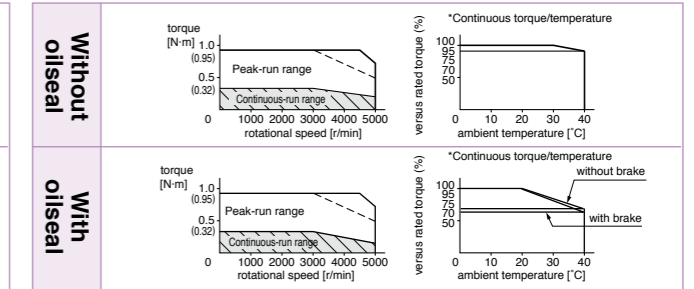 Without
oilseal
torque
[N·m]
1.0
(0.95)
0.5
(0.32)
Peak-run range
Continuous-run range
0 1000 2000 3000 4000 5000
rotational speed [r/min]
*Continuous torque/temperature
versus rated torque (%)
100
95
75
70
50
0 10 20 30 40
ambient temperature [˚C]
With
oilseal
torque
[N·m]
1.0
(0.95)
0.5
(0.32)
Peak-run range
Continuous-run range
0 1000 2000 3000 4000 5000
rotational speed [r/min]
*Continuous torque/temperature
without brake
versus rated torque (%)
100
95
75
70
50
with brake
0 10 20 30 40
ambient temperature [˚C]